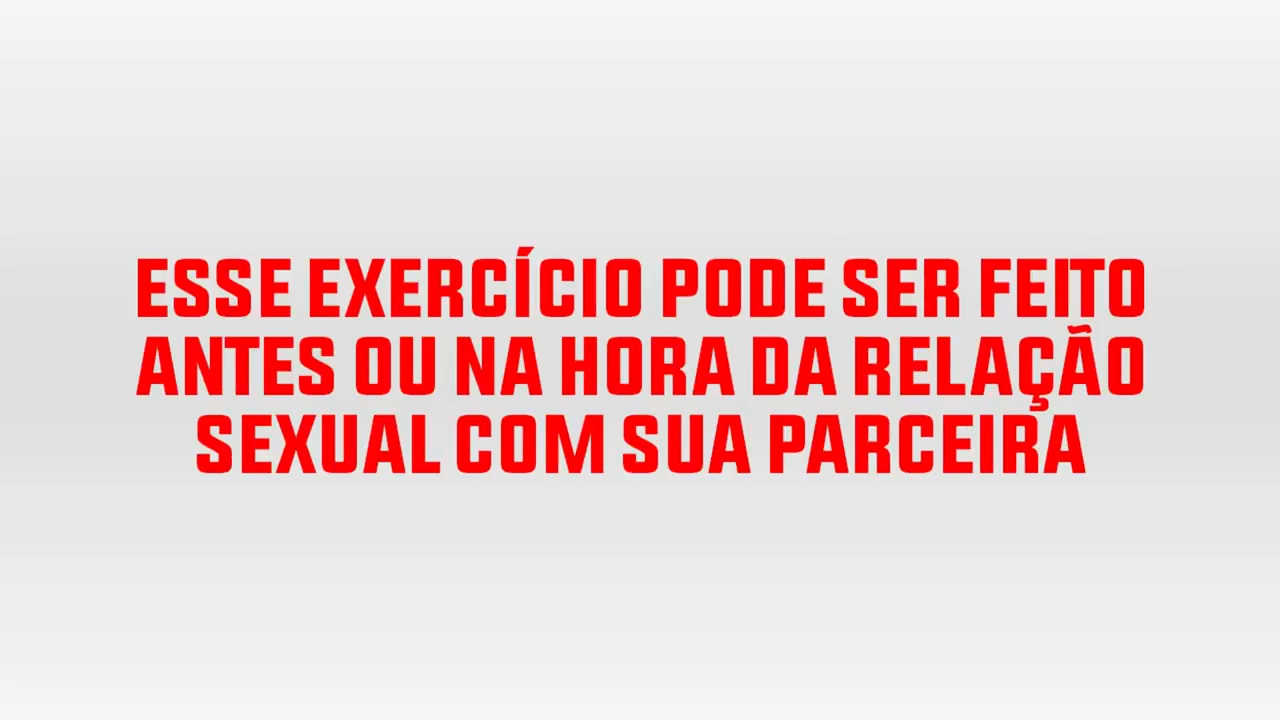 ESSE EXERCÍCIO PODE SER FEITO
ANTES OU NA HORA DA RELAÇÃO
SEXUAL COM SUA PARCEIRA